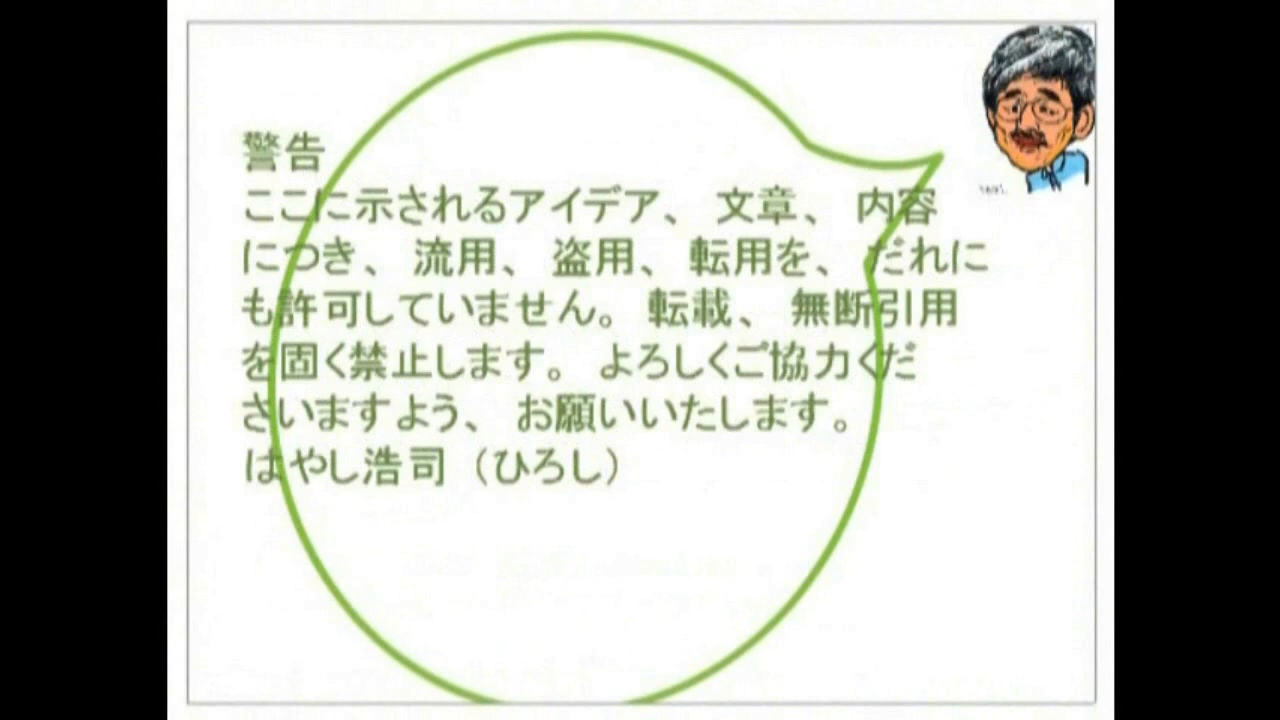 警告
ここに示されるアイデア、 文章、 内容
につき、 流用、 盗用、 転用を、 だれに
も許可していません。 転載、 無断引用
を固く禁止します。 よろしくご協力くだ
さいますよう、 お願いいたします。
はやし浩司 （ひろし）